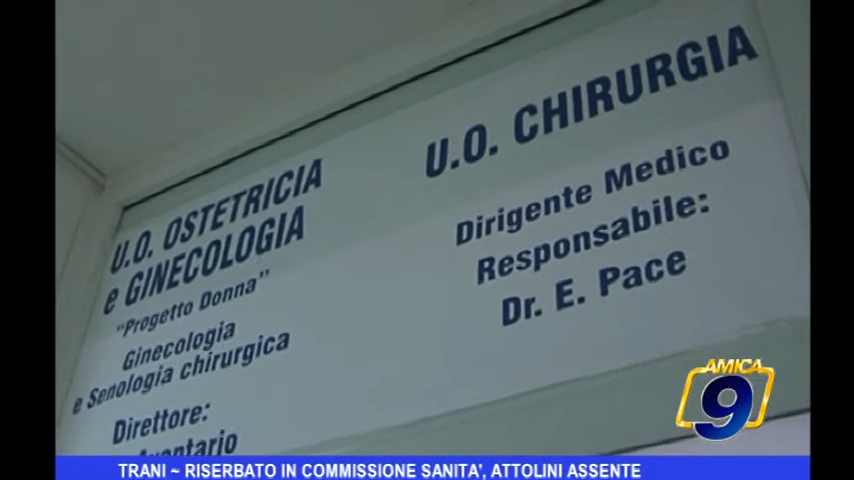 U.O. OSTETRICIA
e GINECOLOGIA
"Progetto Donna"
Ginecologia
e Senologia chirurgica
Direttore:
U.O. CHIRURGIA
Dirigente Medico
Responsabile:
Dr. E. Pace
AMICA
9
TRANI ~ RISERBATO IN COMMISSIONE SANITA', ATTOLINI ASSENTE